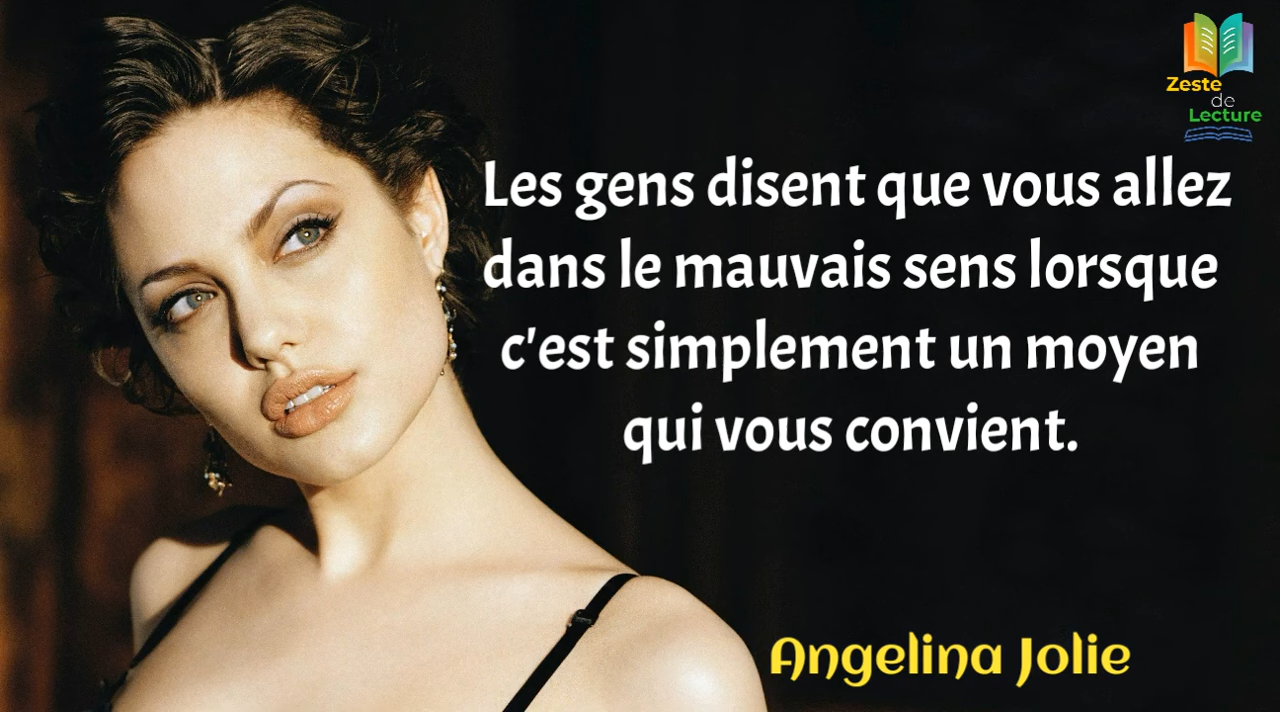 Zeste
de
Lecture
Les gens disent que vous allez
dans le mauvais sens lorsque
c'est simplement un moyen
qui vous convient.
Angelina Jolie